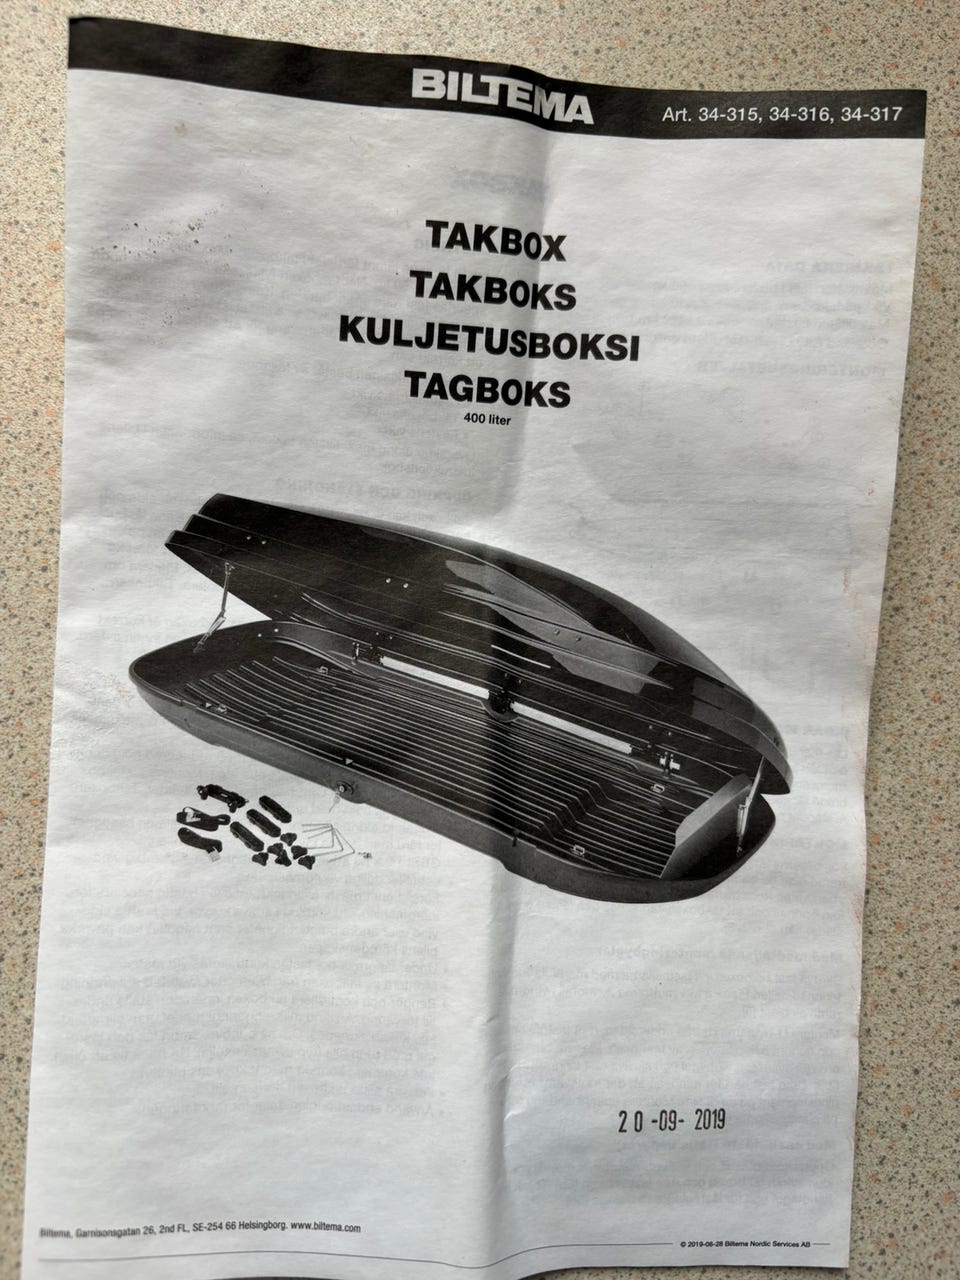 BILTEMA
Art. 34-315, 34-316, 34-317
TAKBOX
TAKBOKS
KULJETUSBOKSI
TAGBOKS
400 liter
20 -09- 2019
Biltema, Garnisonsgatan 26, 2nd FL, SE-254 66 Helsingborg. www.biltema.com
© 2019-06-28 Biltema Nordic Services AB